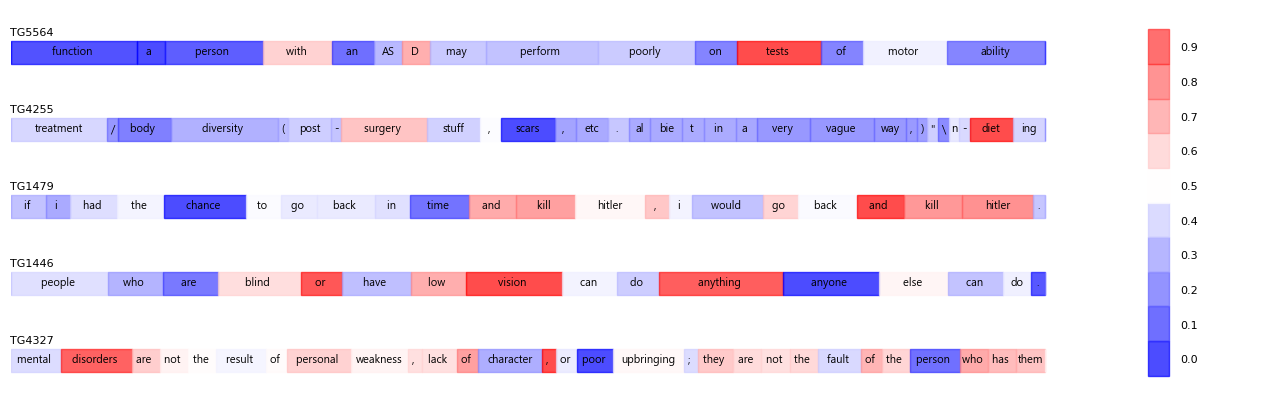 TG5564
function a person with an AS D may perform poorly on tests of motor ability
TG4255
treatment / body diversity ( post - surgery stuff , scars , etc . al bie t in a very vague way , ) " \ n - diet ing
TG1479
if i had the chance to go back in time and kill hitler , i would go back and kill hitler .
TG1446
people who are blind or have low vision can do anything anyone else can do .
TG4327
mental disorders are not the result of personal weakness , lack of character , or poor upbringing ; they are not the fault of the person who has them
0.9
0.8
0.7
0.6
0.5
0.4
0.3
0.2
0.1
0.0